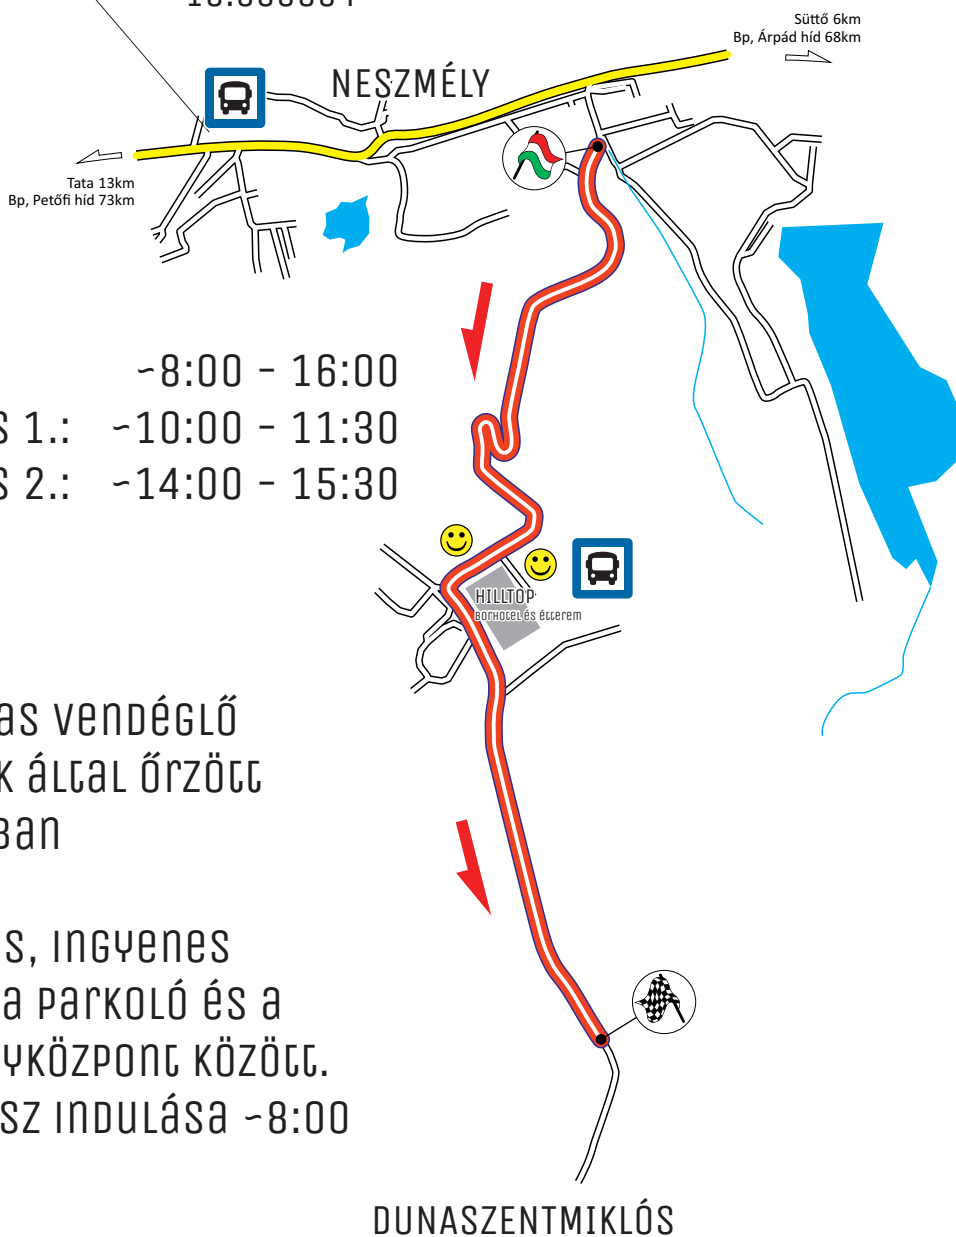 Süttő 6km
Bp, Árpád híd 68km
NESZMÉLY
Tata 13km
Bp, Petőfi híd 73km
~8:00 - 16:00
S 1.: ~10:00 - 11:30
S 2.: ~14:00 - 15:30
HILLTOP
BORHOTEL ÉS ÉTTEREM
as vendéglő
k által őrzött
ban
s, ingyenes
a parkoló és a
yközpont között.
sz indulása ~8:00
DUNASZENTMIKLÓS